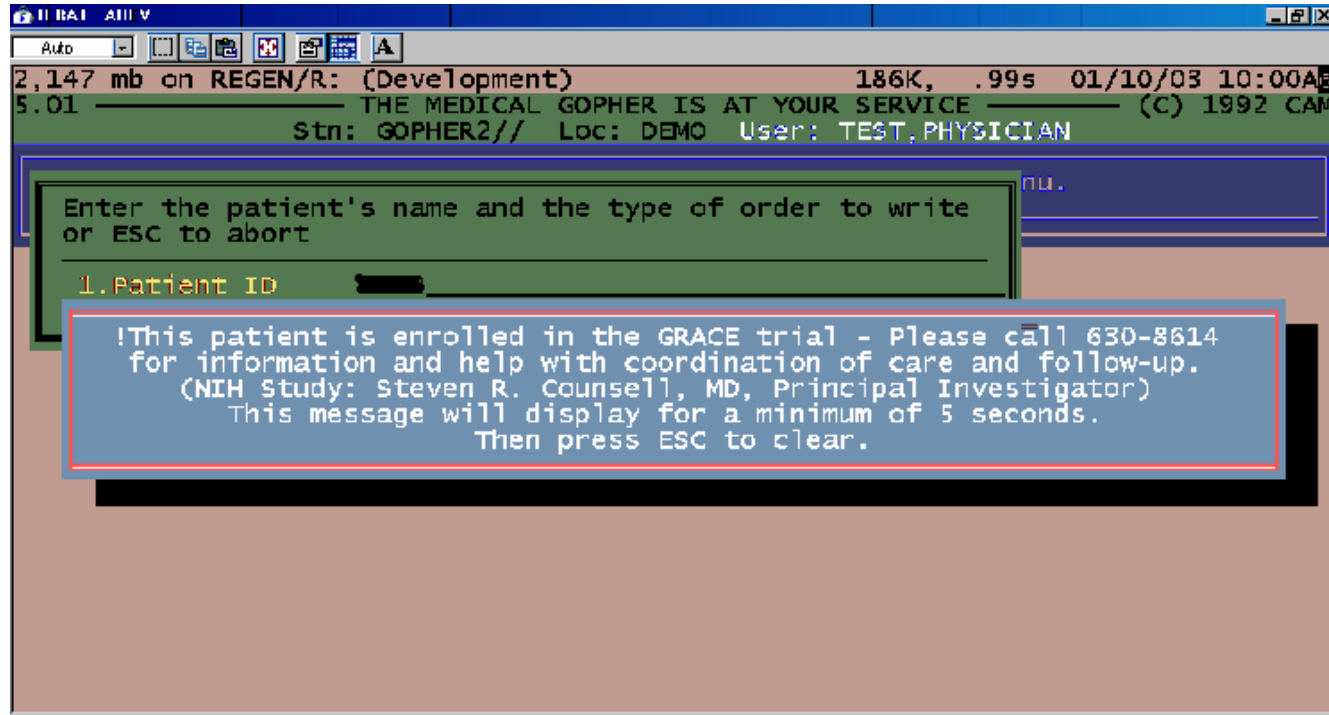 Auto
A
2,147 mb on REGEN/R: (Development) 186K, .99s 01/10/03 10:00A
5.01 THE MEDICAL GOPHER IS AT YOUR SERVICE (C) 1992 CAM
Stn: GOPHER2// Loc: DEMO User: TEST,PHYSICIAN
nu.
Enter the patient's name and the type of order to write
or ESC to abort
1.Patient ID
!This patient is enrolled in the GRACE trial - Please call 630-8614
for information and help with coordination of care and follow-up.
(NIH Study: Steven R. Counsell, MD, Principal Investigator)
This message will display for a minimum of 5 seconds.
Then press ESC to clear.